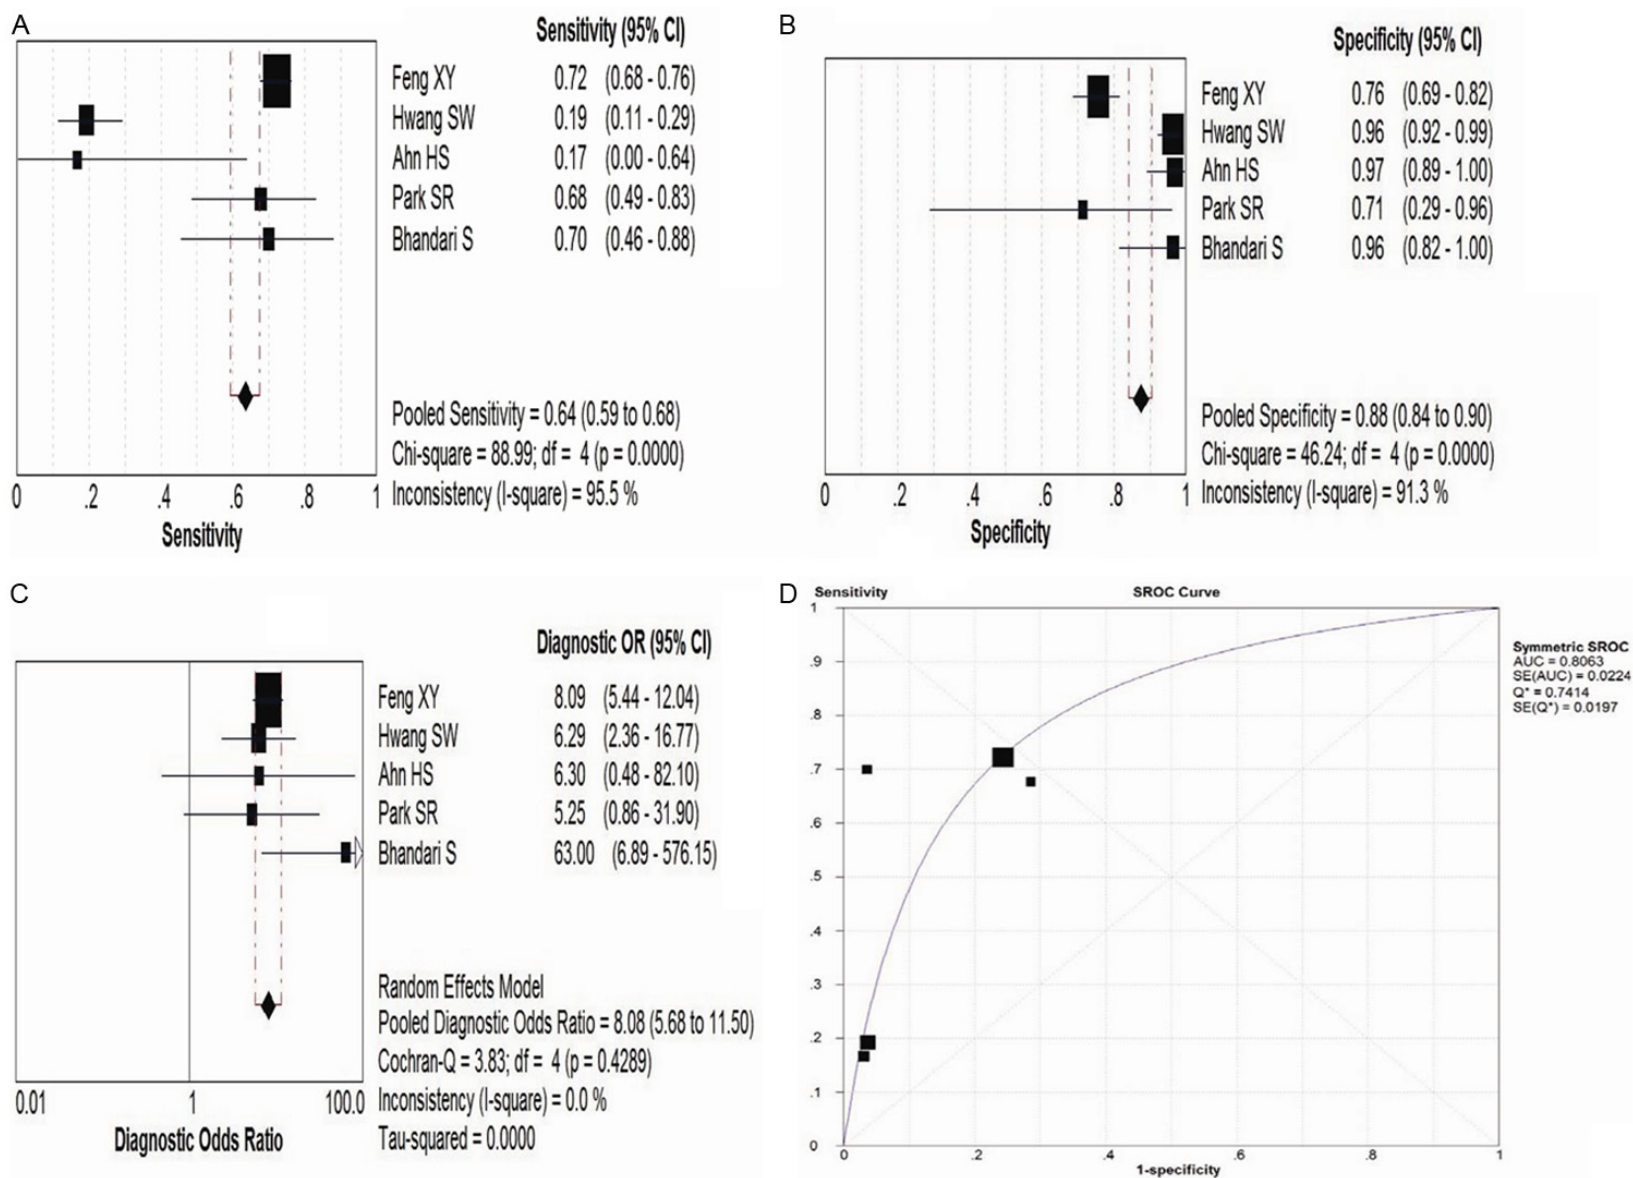 A
Sensitivity (95% CI)
Feng XY 0.72 (0.68 - 0.76)
Hwang SW 0.19 (0.11 - 0.29)
Ahn HS 0.17 (0.00 - 0.64)
Park SR 0.68 (0.49 - 0.83)
Bhandari S 0.70 (0.46 - 0.88)
Pooled Sensitivity = 0.64 (0.59 to 0.68)
Chi-square = 88.99; df = 4 (p = 0.0000)
Inconsistency (I-square) = 95.5 %
0 .2 .4 .6 .8 1
Sensitivity
B
Specificity (95% CI)
Feng XY 0.76 (0.69 - 0.82)
Hwang SW 0.96 (0.92 - 0.99)
Ahn HS 0.97 (0.89 - 1.00)
Park SR 0.71 (0.29 - 0.96)
Bhandari S 0.96 (0.82 - 1.00)
Pooled Specificity = 0.88 (0.84 to 0.90)
Chi-square = 46.24; df = 4 (p = 0.0000)
Inconsistency (I-square) = 91.3 %
0 .2 .4 .6 .8 1
Specificity
C
Diagnostic OR (95% CI)
Feng XY 8.09 (5.44 - 12.04)
Hwang SW 6.29 (2.36 - 16.77)
Ahn HS 6.30 (0.48 - 82.10)
Park SR 5.25 (0.86 - 31.90)
Bhandari S 63.00 (6.89 - 576.15)
Random Effects Model
Pooled Diagnostic Odds Ratio = 8.08 (5.68 to 11.50)
Cochran-Q = 3.83; df = 4 (p = 0.4289)
Inconsistency (I-square) = 0.0 %
Tau-squared = 0.0000
0.01 1 100.0
Diagnostic Odds Ratio
D
Sensitivity
SROC Curve
1
.9
.8
.7
.6
.5
.4
.3
.2
.1
0
0 .2 .4 .6 .8 1
1-specificity
Symmetric SROC
AUC = 0.8063
SE(AUC) = 0.0224
Q* = 0.7414
SE(Q*) = 0.0197